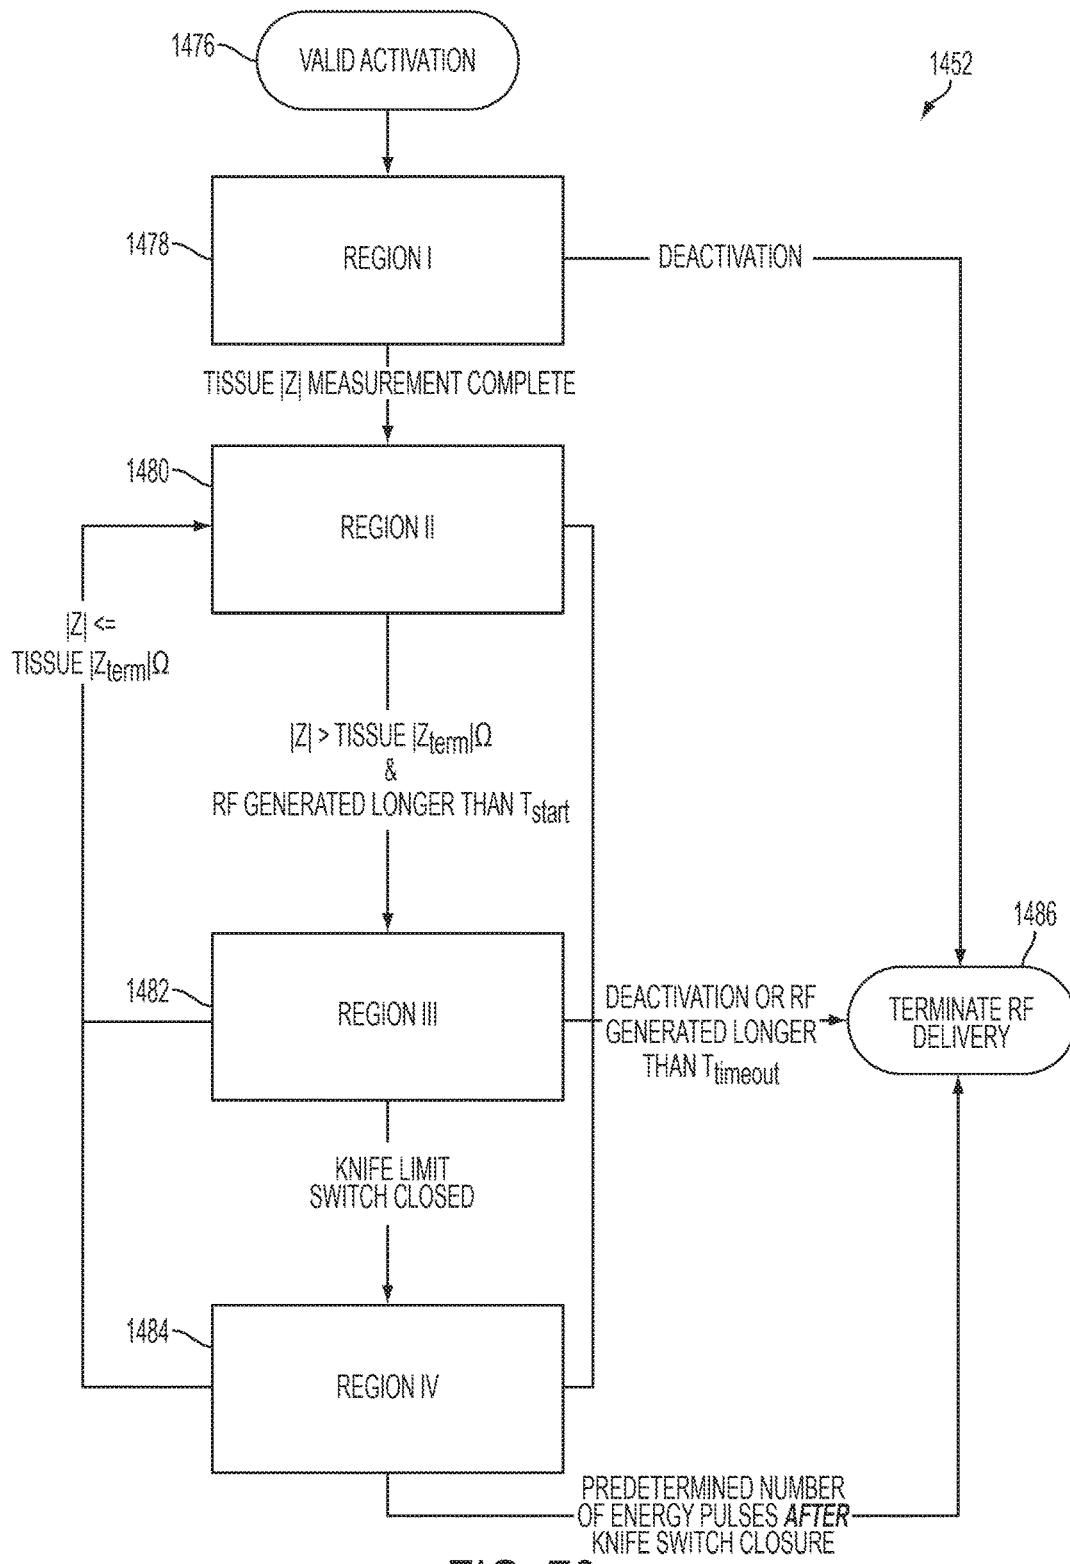 1476
VALID ACTIVATION
1452
1478
REGION I
DEACTIVATION
TISSUE |Z| MEASUREMENT COMPLETE
1480
REGION II
|Z| <=
TISSUE |Zterm|Ω
|Z| > TISSUE |Zterm|Ω
&
RF GENERATED LONGER THAN Tstart
1486
1482
REGION III
DEACTIVATION OR RF
GENERATED LONGER
THAN Ttimeout
TERMINATE RF
DELIVERY
KNIFE LIMIT
SWITCH CLOSED
1484
REGION IV
PREDETERMINED NUMBER
OF ENERGY PULSES AFTER
KNIFE SWITCH CLOSURE